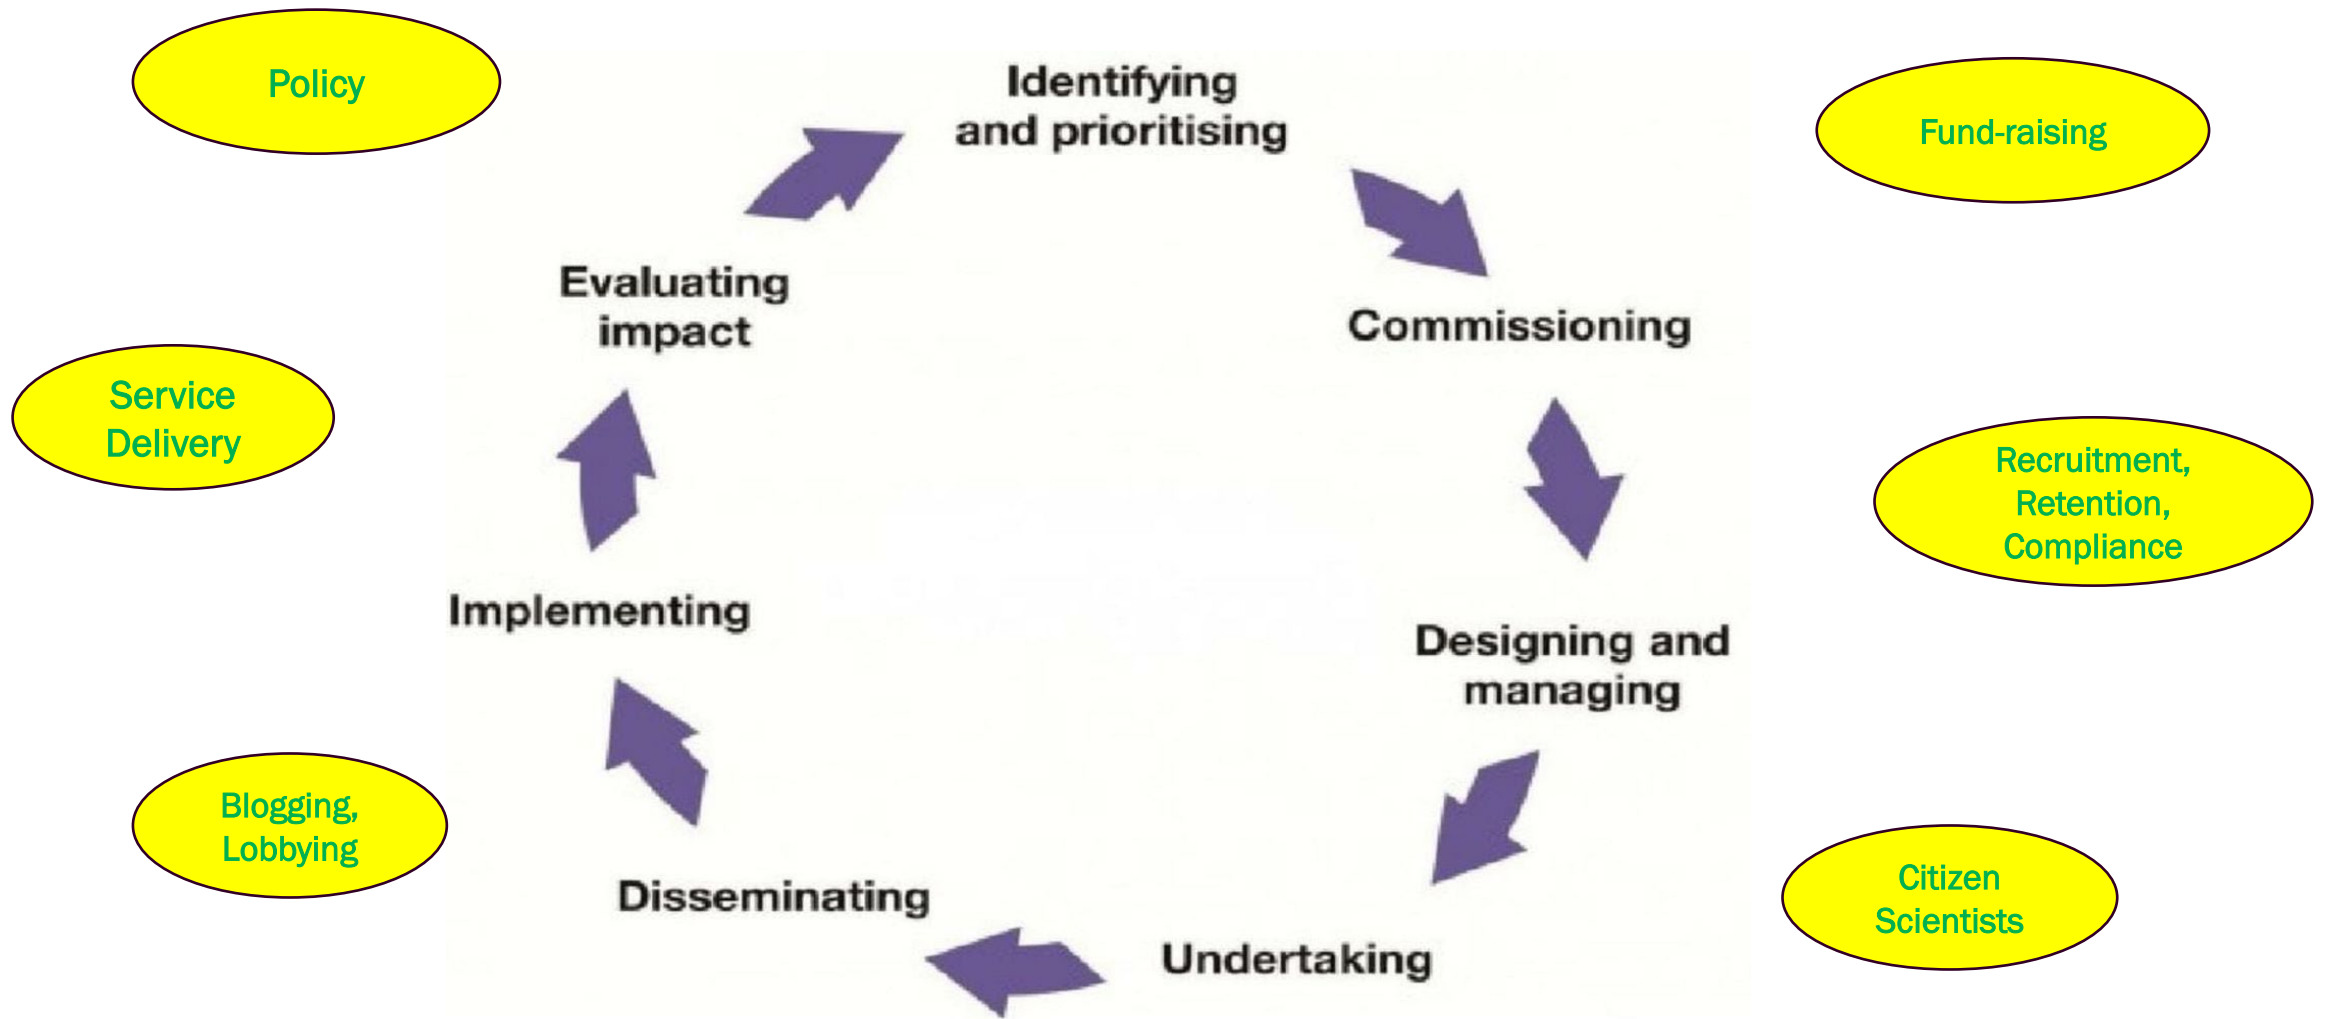 Policy
Identifying
and prioritising
Fund-raising
Evaluating
impact
Commissioning
Service
Delivery
Recruitment,
Retention,
Compliance
Implementing
Designing and
managing
Blogging,
Lobbying
Disseminating
Undertaking
Citizen
Scientists